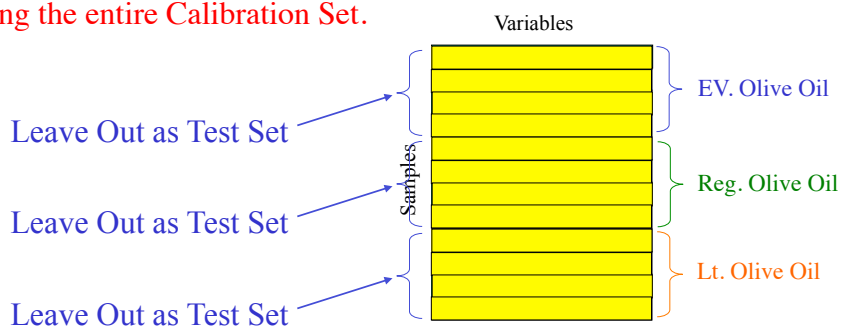 ng the entire Calibration Set.
Variables
EV. Olive Oil
Leave Out as Test Set
Samples
Reg. Olive Oil
Leave Out as Test Set
Lt. Olive Oil
Leave Out as Test Set